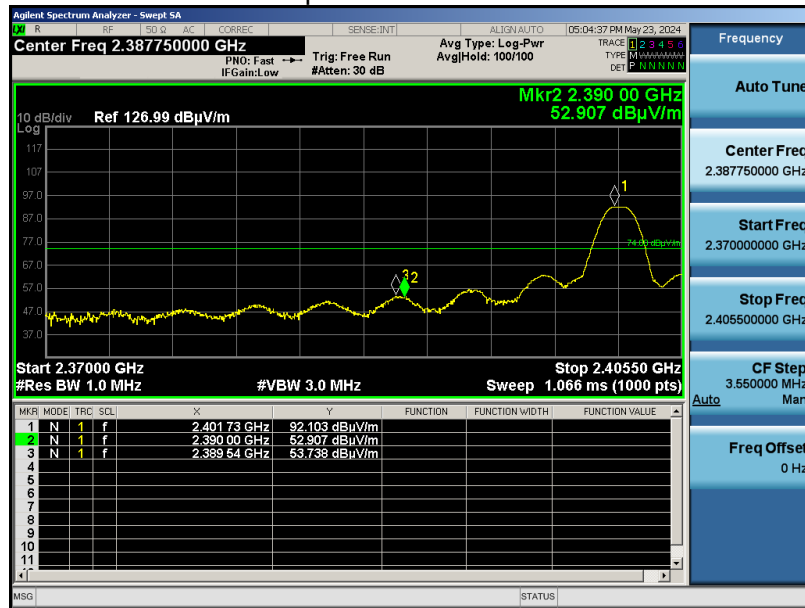 Agilent Spectrum Analyzer - Swept SA
LXI R RF 50 Ω AC CORREC SENSE:INT ALIGN AUTO 05:04:37 PM May 23, 2024
Center Freq 2.387750000 GHz
PNO: Fast
IFGain:Low
Trig: Free Run
#Atten: 30 dB
Avg Type: Log-Pwr
Avg|Hold: 100/100
TRACE 1 2 3 4 5 6
TYPE M WWWWW
DET P N N N N N
Mkr2 2.390 00 GHz
52.907 dBµV/m
10 dB/div Ref 126.99 dBµV/m
Log
117
107
97.0
87.0
77.0
67.0
57.0
47.0
37.0
1
74.00 dBµV/m
3 2
Start 2.37000 GHz Stop 2.40550 GHz
#Res BW 1.0 MHz #VBW 3.0 MHz Sweep 1.066 ms (1000 pts)
MKR MODE TRC SCL X Y FUNCTION FUNCTION WIDTH FUNCTION VALUE
1 N 1 f 2.401 73 GHz 92.103 dBµV/m
2 N 1 f 2.390 00 GHz 52.907 dBµV/m
3 N 1 f 2.389 54 GHz 53.738 dBµV/m
4
5
6
7
8
9
10
11
MSG STATUS
Frequency
Auto Tune
Center Freq
2.387750000 GHz
Start Freq
2.370000000 GHz
Stop Freq
2.405500000 GHz
CF Step
3.550000 MHz
Auto Man
Freq Offset
0 Hz